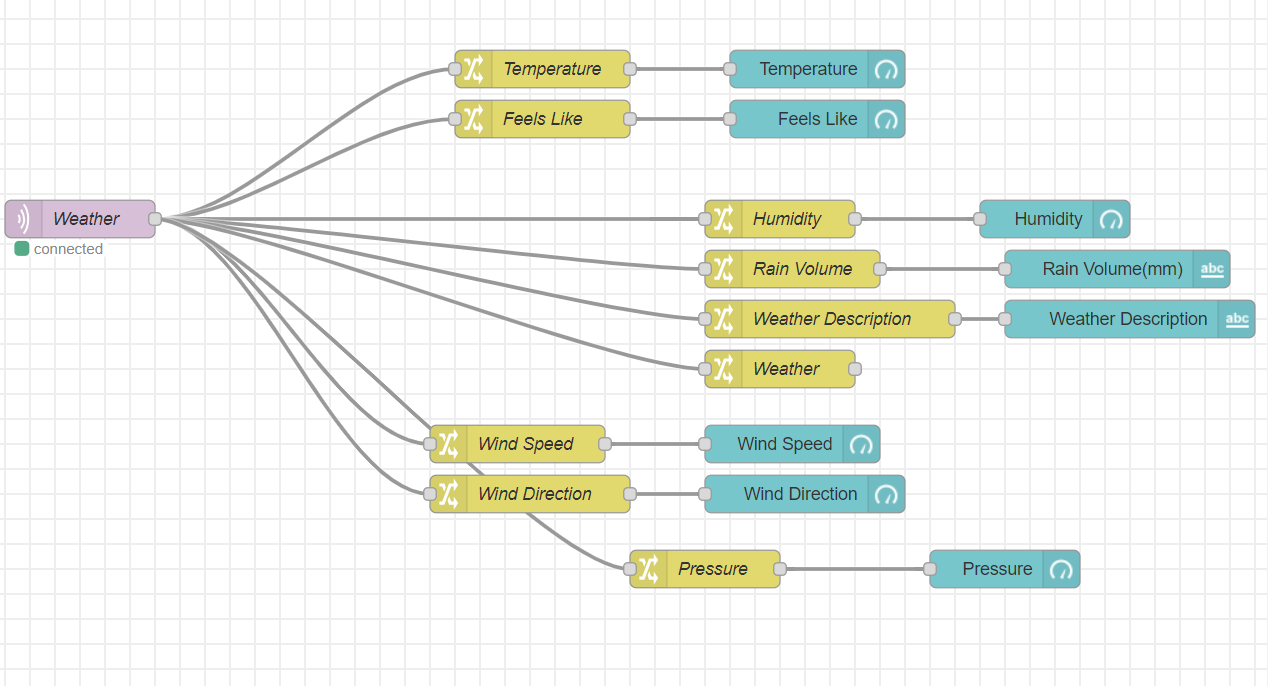 Temperature
Temperature
Feels Like
Feels Like
Weather
connected
Humidity
Humidity
Rain Volume
Rain Volume(mm)
abc
Weather Description
Weather Description
abc
Weather
Wind Speed
Wind Speed
Wind Direction
Wind Direction
Pressure
Pressure